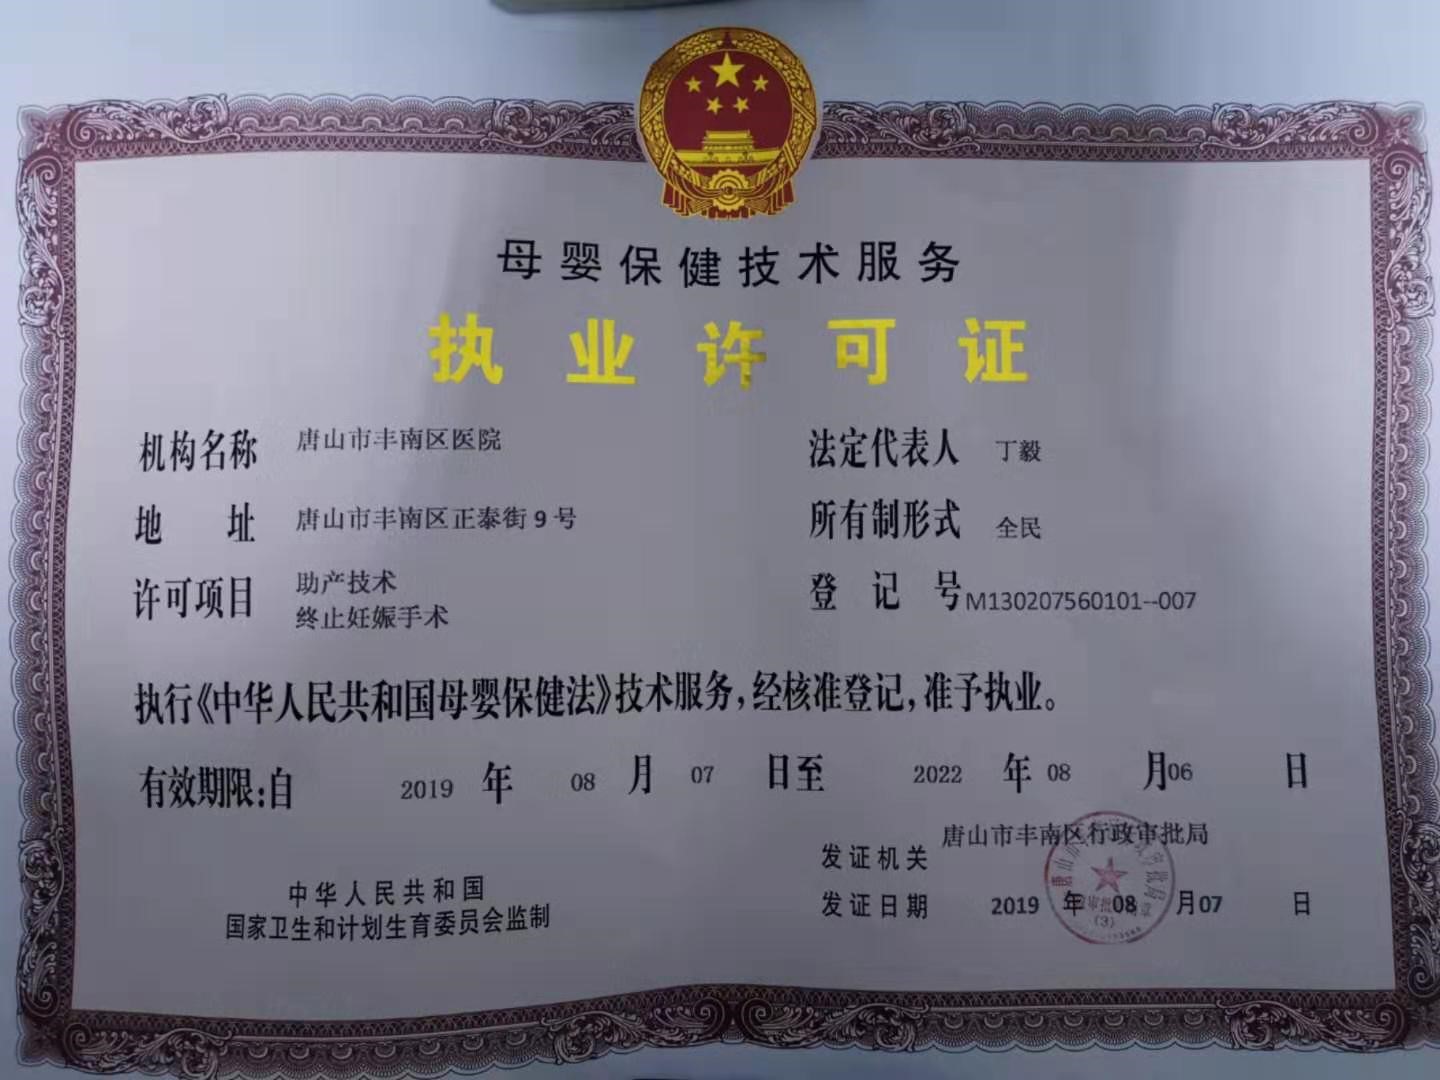 母婴保健技术服务
执业许可证
机构名称 唐山市丰南区医院
法定代表人 丁毅
地址 唐山市丰南区正泰街9号
所有制形式 全民
许可项目 助产技术
终止妊娠手术
登记号 M130207560101--007
执行《中华人民共和国母婴保健法》技术服务，经核准登记，准予执业。
有效期限：自 2019 年 08 月 07 日至 2022 年 08 月 06 日
发证机关 唐山市丰南区行政审批局
发证日期 2019 年 08 月 07 日
中华人民共和国
国家卫生和计划生育委员会监制
(3)